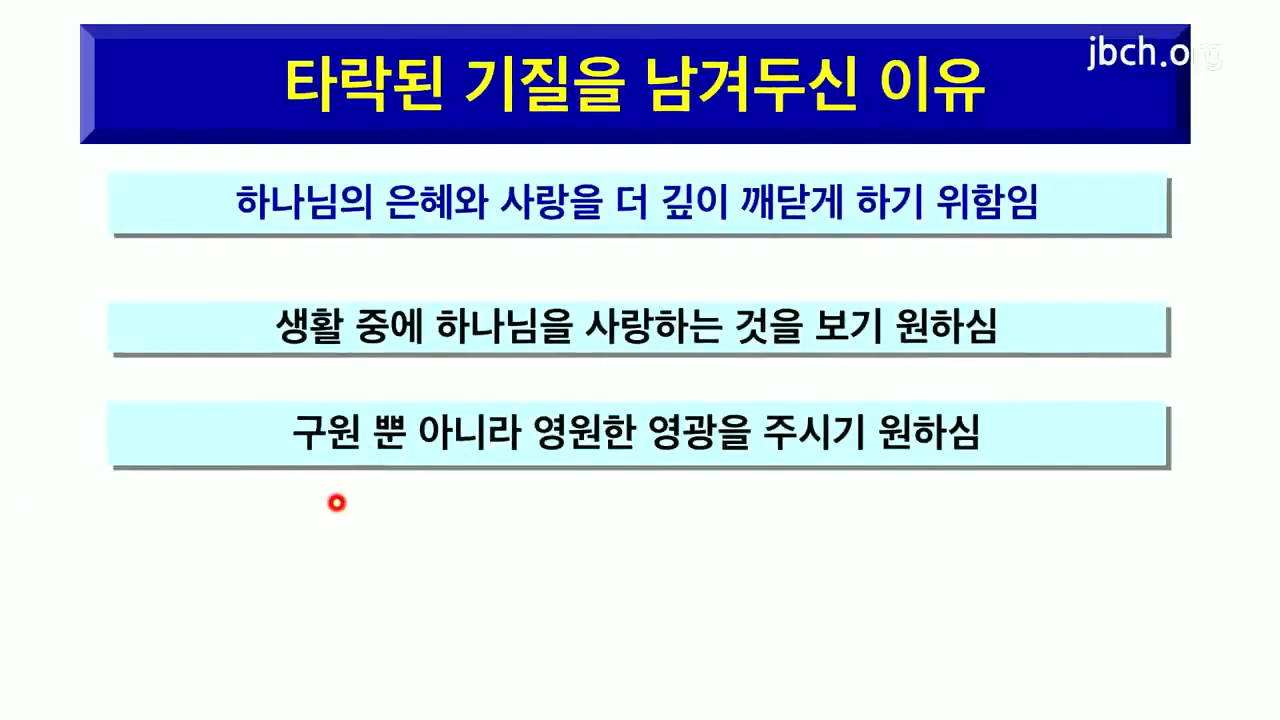 jbch.org
타락된 기질을 남겨두신 이유
하나님의 은혜와 사랑을 더 깊이 깨닫게 하기 위함임
생활 중에 하나님을 사랑하는 것을 보기 원하심
구원 뿐 아니라 영원한 영광을 주시기 원하심